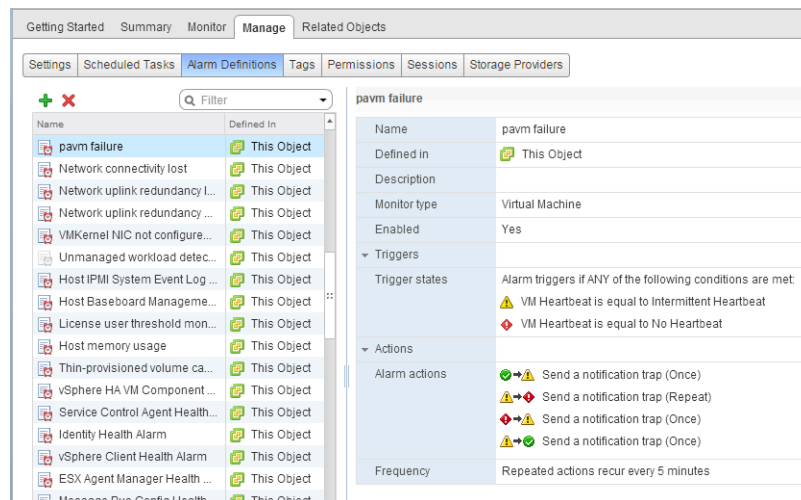 Getting Started Summary Monitor Manage Related Objects
Settings Scheduled Tasks Alarm Definitions Tags Permissions Sessions Storage Providers
Filter
Name Defined In
pavm failure This Object
Network connectivity lost This Object
Network uplink redundancy l... This Object
Network uplink redundancy ... This Object
VMKernel NIC not configure... This Object
Unmanaged workload detec... This Object
Host IPMI System Event Log ... This Object
Host Baseboard Manageme... This Object
License user threshold mon... This Object
Host memory usage This Object
Thin-provisioned volume ca... This Object
vSphere HA VM Component ... This Object
Service Control Agent Health... This Object
Identity Health Alarm This Object
vSphere Client Health Alarm This Object
ESX Agent Manager Health ... This Object
Message Bus Config Health... This Object
pavm failure
Name pavm failure
Defined in This Object
Description
Monitor type Virtual Machine
Enabled Yes
Triggers
Trigger states Alarm triggers if ANY of the following conditions are met:
VM Heartbeat is equal to Intermittent Heartbeat
VM Heartbeat is equal to No Heartbeat
Actions
Alarm actions Send a notification trap (Once)
Send a notification trap (Repeat)
Send a notification trap (Once)
Send a notification trap (Once)
Frequency Repeated actions recur every 5 minutes